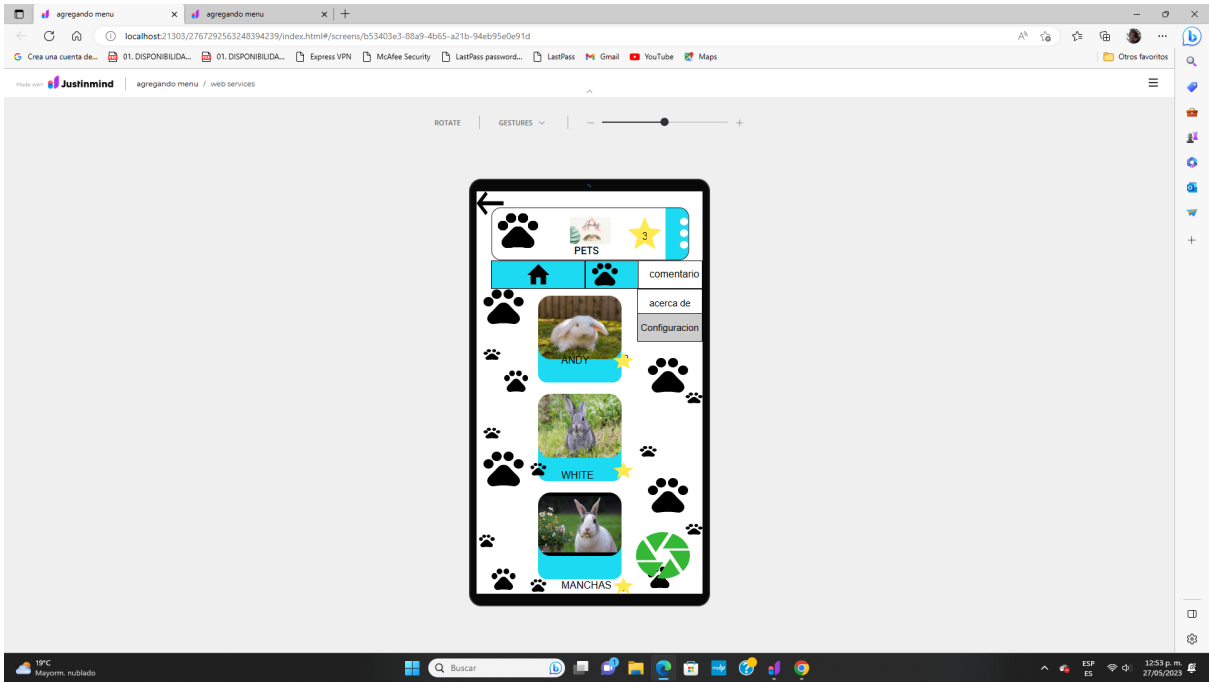 agregando menu
agregando menu
localhost:21303/2767292563248394239/index.html#/screens/b53403e3-88a9-4b65-a21b-94eb95e0e91d
Crea una cuenta de...
01. DISPONIBILIDA...
01. DISPONIBILIDA...
Express VPN
McAfee Security
LastPass password...
LastPass
Gmail
YouTube
Maps
Otros favoritos
Made with Justinmind
agregando menu / web services
ROTATE
GESTURES
3
PETS
comentario
acerca de
Configuracion
ANDY
WHITE
MANCHAS
19°C
Mayorm. nublado
Buscar
ESP
ES
12:53 p. m.
27/05/2023